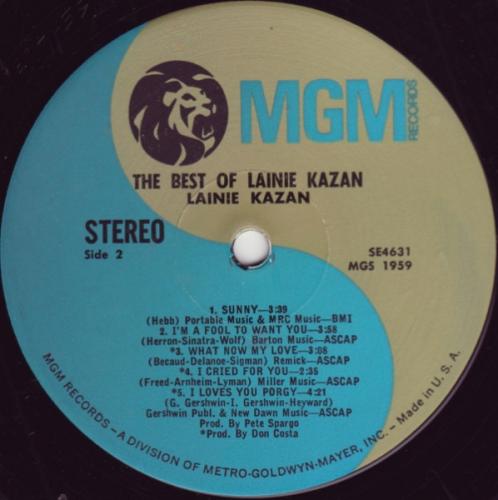 MGM
RECORDS
THE BEST OF LAINIE KAZAN
LAINIE KAZAN
STEREO
Side 2
SE4631
MGS 1959
1. SUNNY—3:39
(Hebb) Portable Music & MRC Music—BMI
2. I'M A FOOL TO WANT YOU—3:58
(Herron-Sinatra-Wolf) Barton Music—ASCAP
*3. WHAT NOW MY LOVE—3:08
(Becaud-Delanoe-Sigman) Remick—ASCAP
*4. I CRIED FOR YOU—2:35
(Freed-Arnheim-Lyman) Miller Music—ASCAP
*5. I LOVES YOU PORGY—4:21
(G. Gershwin-I. Gershwin-Heyward)
Gershwin Publ. & New Dawn Music—ASCAP
Prod. By Pete Spargo
*Prod. By Don Costa
MGM RECORDS—A DIVISION OF METRO-GOLDWYN-MAYER, INC.—Made in U.S.A.